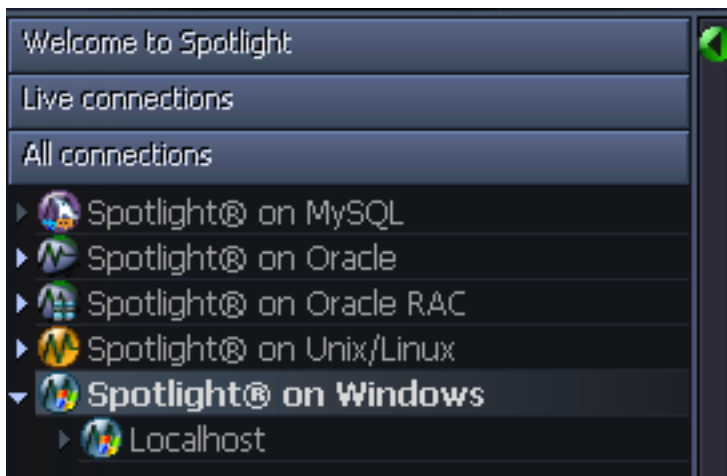 Welcome to Spotlight
Live connections
All connections
Spotlight® on MySQL
Spotlight® on Oracle
Spotlight® on Oracle RAC
Spotlight® on Unix/Linux
Spotlight® on Windows
Localhost